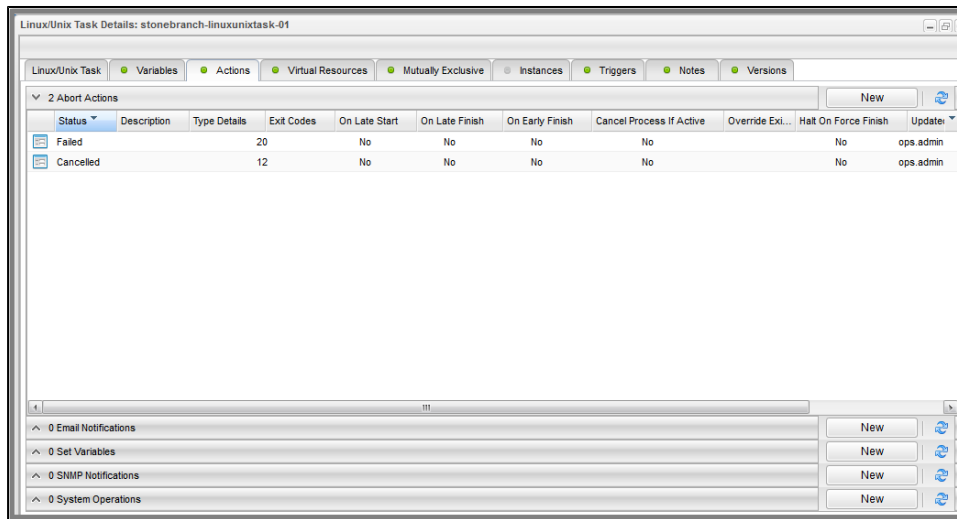 Linux/Unix Task Details: stonebranch-linuxunixtask-01
Linux/Unix Task Variables Actions Virtual Resources Mutually Exclusive Instances Triggers Notes Versions
2 Abort Actions New
Status Description Type Details Exit Codes On Late Start On Late Finish On Early Finish Cancel Process If Active Override Exi... Halt On Force Finish Updated
Failed 20 No No No No No ops.admin
Cancelled 12 No No No No No ops.admin
0 Email Notifications New
0 Set Variables New
0 SNMP Notifications New
0 System Operations New